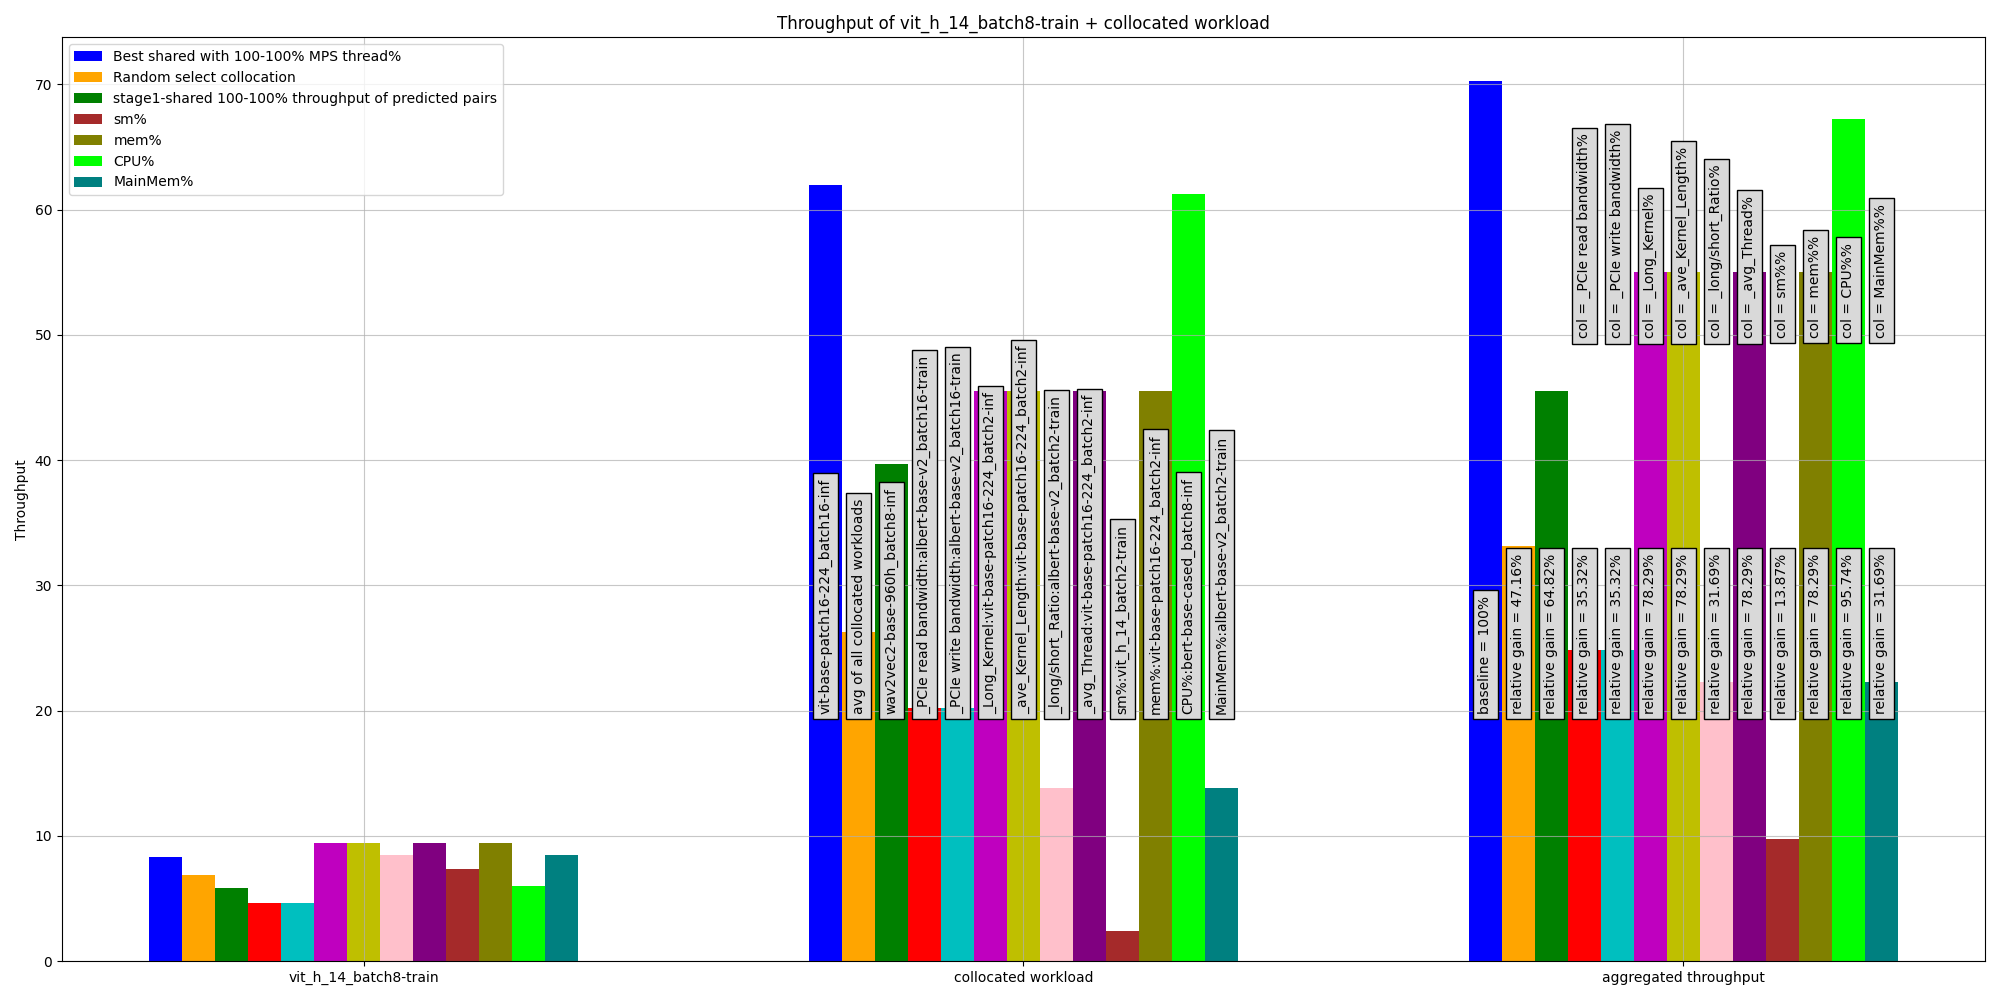 Throughput of vit_h_14_batch8-train + collocated workload
Best shared with 100-100% MPS thread%
Random select collocation
stage1-shared 100-100% throughput of predicted pairs
sm%
mem%
CPU%
MainMem%
Throughput
70
60
50
40
30
20
10
0
vit-base-patch16-224_batch16-inf
avg of all collocated workloads
wav2vec2-base-960h_batch8-inf
_PCIe read bandwidth:albert-base-v2_batch16-train
_PCIe write bandwidth:albert-base-v2_batch16-train
_Long_Kernel:vit-base-patch16-224_batch2-inf
_ave_Kernel_Length:vit-base-patch16-224_batch2-inf
_long/short_Ratio:albert-base-v2_batch2-train
_avg_Thread:vit-base-patch16-224_batch2-inf
sm%:vit_h_14_batch2-train
mem%:vit-base-patch16-224_batch2-inf
CPU%:bert-base-cased_batch8-inf
MainMem%:albert-base-v2_batch2-train
col = _PCIe read bandwidth%
col = _PCIe write bandwidth%
col = _Long_Kernel%
col = _ave_Kernel_Length%
col = _long/short_Ratio%
col = _avg_Thread%
col = sm%%
col = mem%%
col = CPU%%
col = MainMem%%
baseline = 100%
relative gain = 47.16%
relative gain = 64.82%
relative gain = 35.32%
relative gain = 35.32%
relative gain = 78.29%
relative gain = 78.29%
relative gain = 31.69%
relative gain = 78.29%
relative gain = 13.87%
relative gain = 78.29%
relative gain = 95.74%
relative gain = 31.69%
vit_h_14_batch8-train
collocated workload
aggregated throughput